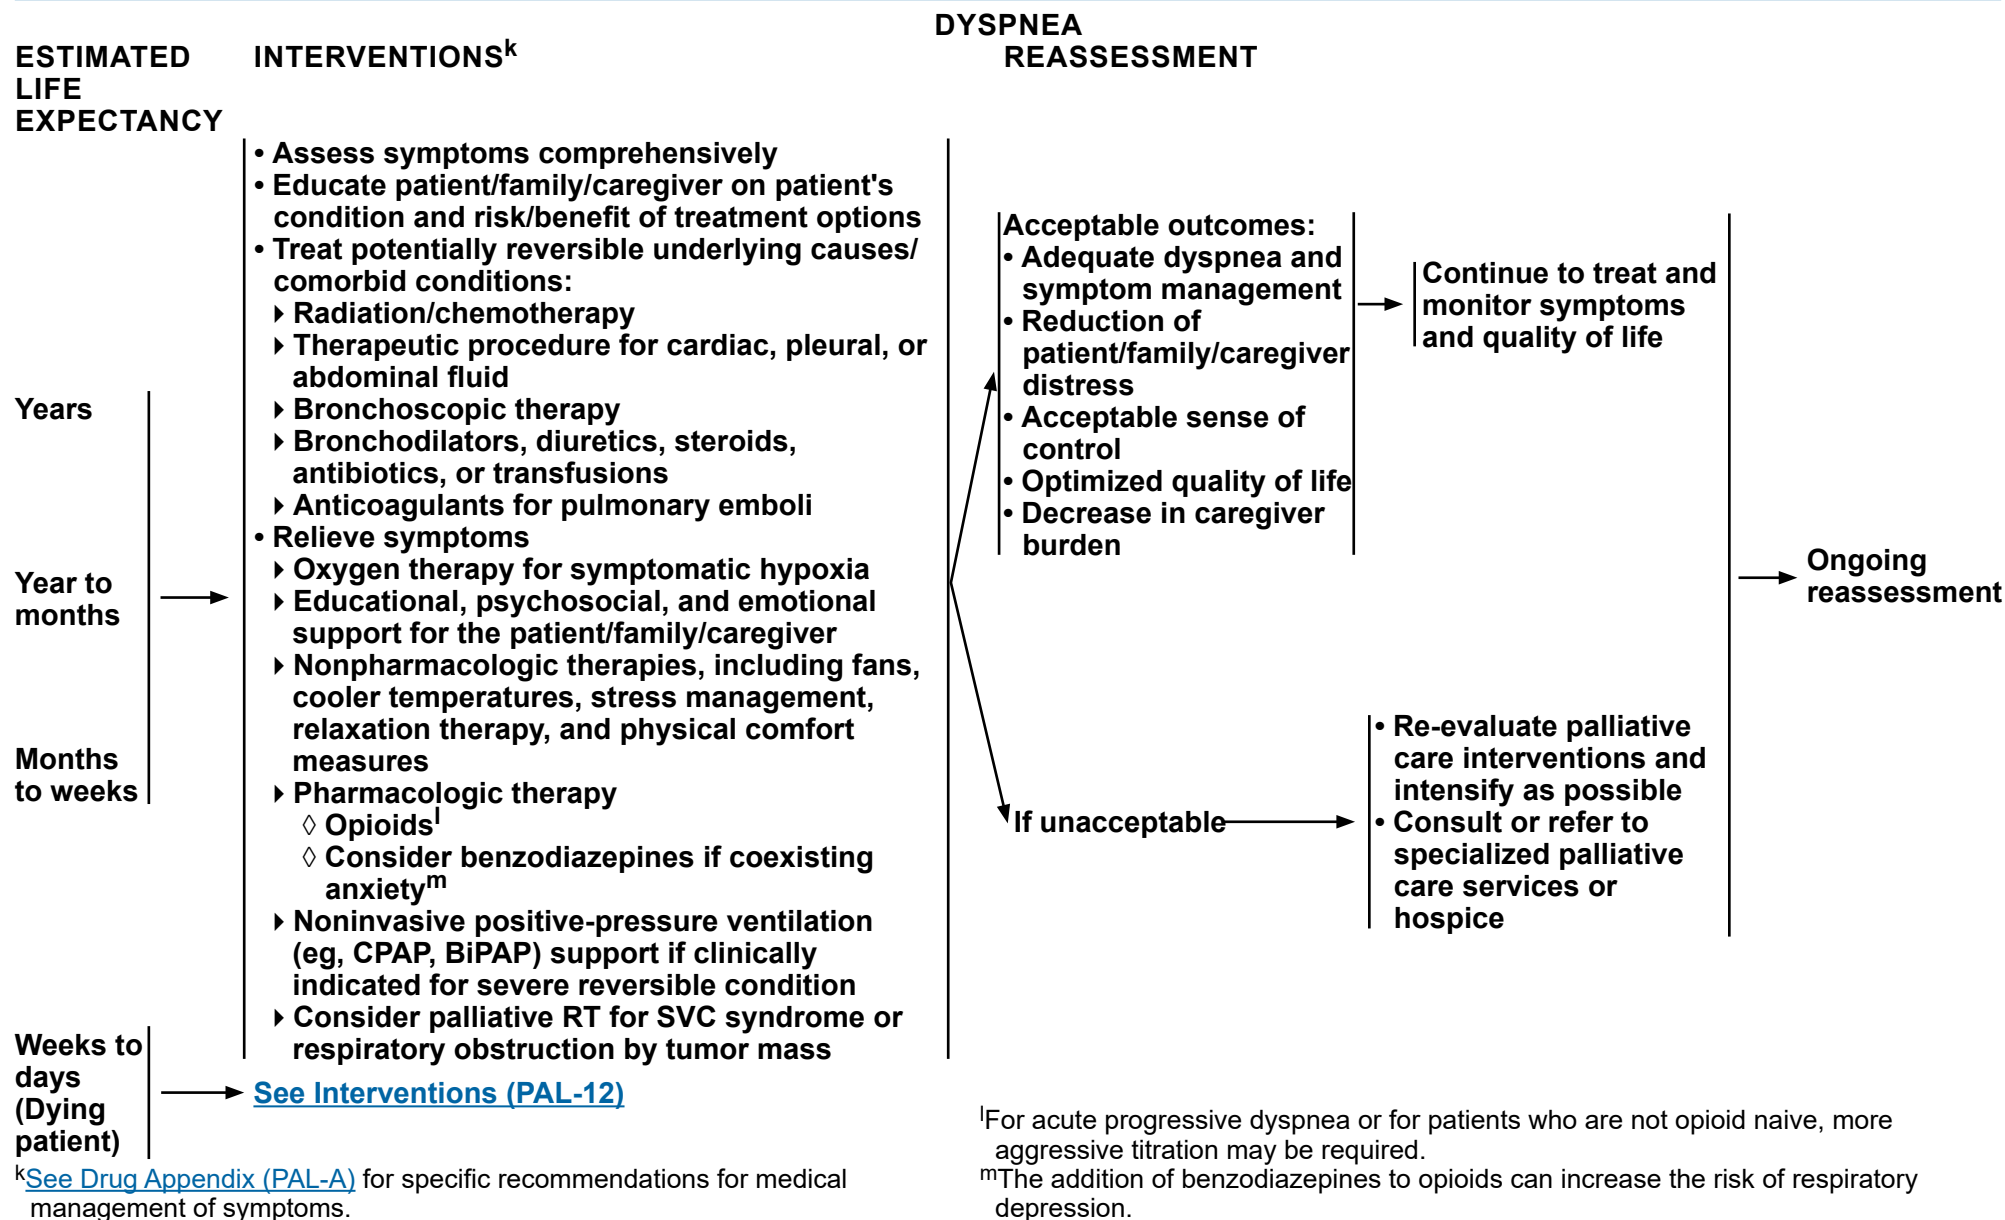 DYSPNEA
ESTIMATED
LIFE
EXPECTANCY
INTERVENTIONSk
REASSESSMENT
Years
Year to
months
Months
to weeks
• Assess symptoms comprehensively
• Educate patient/family/caregiver on patient's
condition and risk/benefit of treatment options
• Treat potentially reversible underlying causes/
comorbid conditions:
▸ Radiation/chemotherapy
▸ Therapeutic procedure for cardiac, pleural, or
abdominal fluid
▸ Bronchoscopic therapy
▸ Bronchodilators, diuretics, steroids,
antibiotics, or transfusions
▸ Anticoagulants for pulmonary emboli
• Relieve symptoms
▸ Oxygen therapy for symptomatic hypoxia
▸ Educational, psychosocial, and emotional
support for the patient/family/caregiver
▸ Nonpharmacologic therapies, including fans,
cooler temperatures, stress management,
relaxation therapy, and physical comfort
measures
▸ Pharmacologic therapy
◊ Opioidsl
◊ Consider benzodiazepines if coexisting
anxietym
▸ Noninvasive positive-pressure ventilation
(eg, CPAP, BiPAP) support if clinically
indicated for severe reversible condition
▸ Consider palliative RT for SVC syndrome or
respiratory obstruction by tumor mass
Acceptable outcomes:
• Adequate dyspnea and
symptom management
• Reduction of
patient/family/caregiver
distress
• Acceptable sense of
control
• Optimized quality of life
• Decrease in caregiver
burden
Continue to treat and
monitor symptoms
and quality of life
If unacceptable
• Re-evaluate palliative
care interventions and
intensify as possible
• Consult or refer to
specialized palliative
care services or
hospice
Ongoing
reassessment
Weeks to
days
(Dying
patient)
See Interventions (PAL-12)
kSee Drug Appendix (PAL-A) for specific recommendations for medical
management of symptoms.
lFor acute progressive dyspnea or for patients who are not opioid naive, more
aggressive titration may be required.
mThe addition of benzodiazepines to opioids can increase the risk of respiratory
depression.